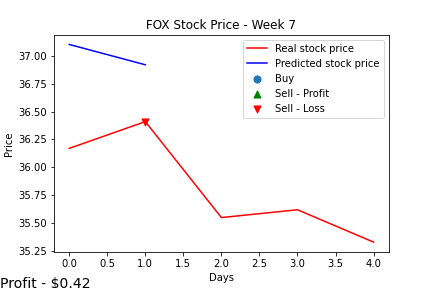 FOX Stock Price - Week 7
Real stock price
Predicted stock price
Buy
Sell - Profit
Sell - Loss
Price
37.00
36.75
36.50
36.25
36.00
35.75
35.50
35.25
0.0 0.5 1.0 1.5 2.0 2.5 3.0 3.5 4.0
Days
Profit - $0.42